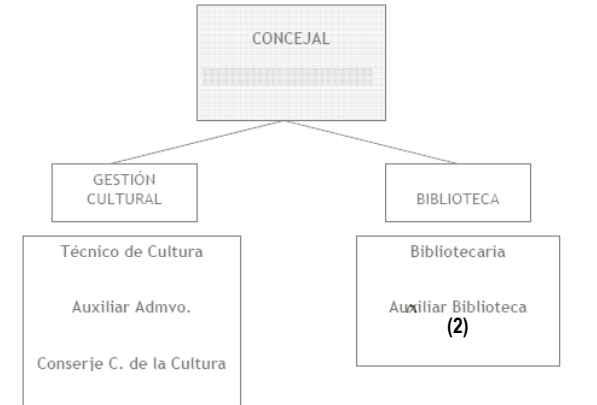 CONCEJAL
GESTIÓN
CULTURAL
BIBLIOTECA
Técnico de Cultura
Auxiliar Admvo.
Conserje C. de la Cultura
Bibliotecaria
Auxiliar Biblioteca
(2)